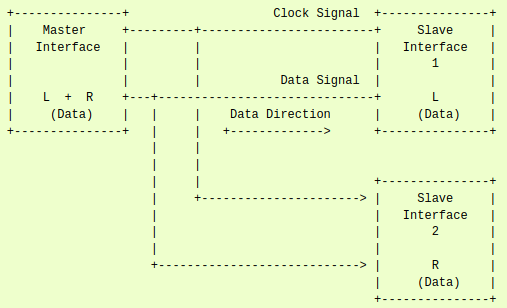 Clock Signal
Master Slave
Interface Interface
1
Data Signal
L + R L
(Data) Data Direction (Data)
Slave
Interface
2
R
(Data)